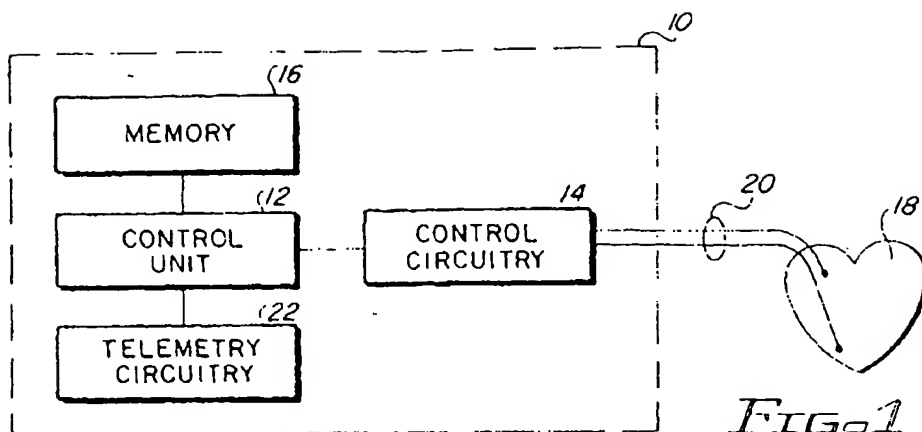 10
16
MEMORY
12
CONTROL
UNIT
14
CONTROL
CIRCUITRY
20
18
22
TELEMETRY
CIRCUITRY
FIG-1